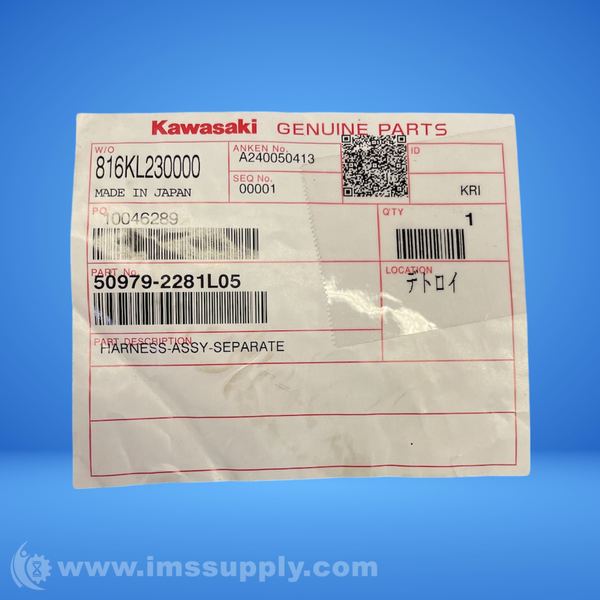 Kawasaki GENUINE PARTS
W/O
816KL230000
MADE IN JAPAN
ANKEN No.
A240050413
SEQ No.
00001
ID
KRI
PO
10046289
Q'TY
1
PART No.
50979-2281L05
LOCATION
デトロイ
PART DESCRIPTION
HARNESS-ASSY-SEPARATE
www.imssupply.com